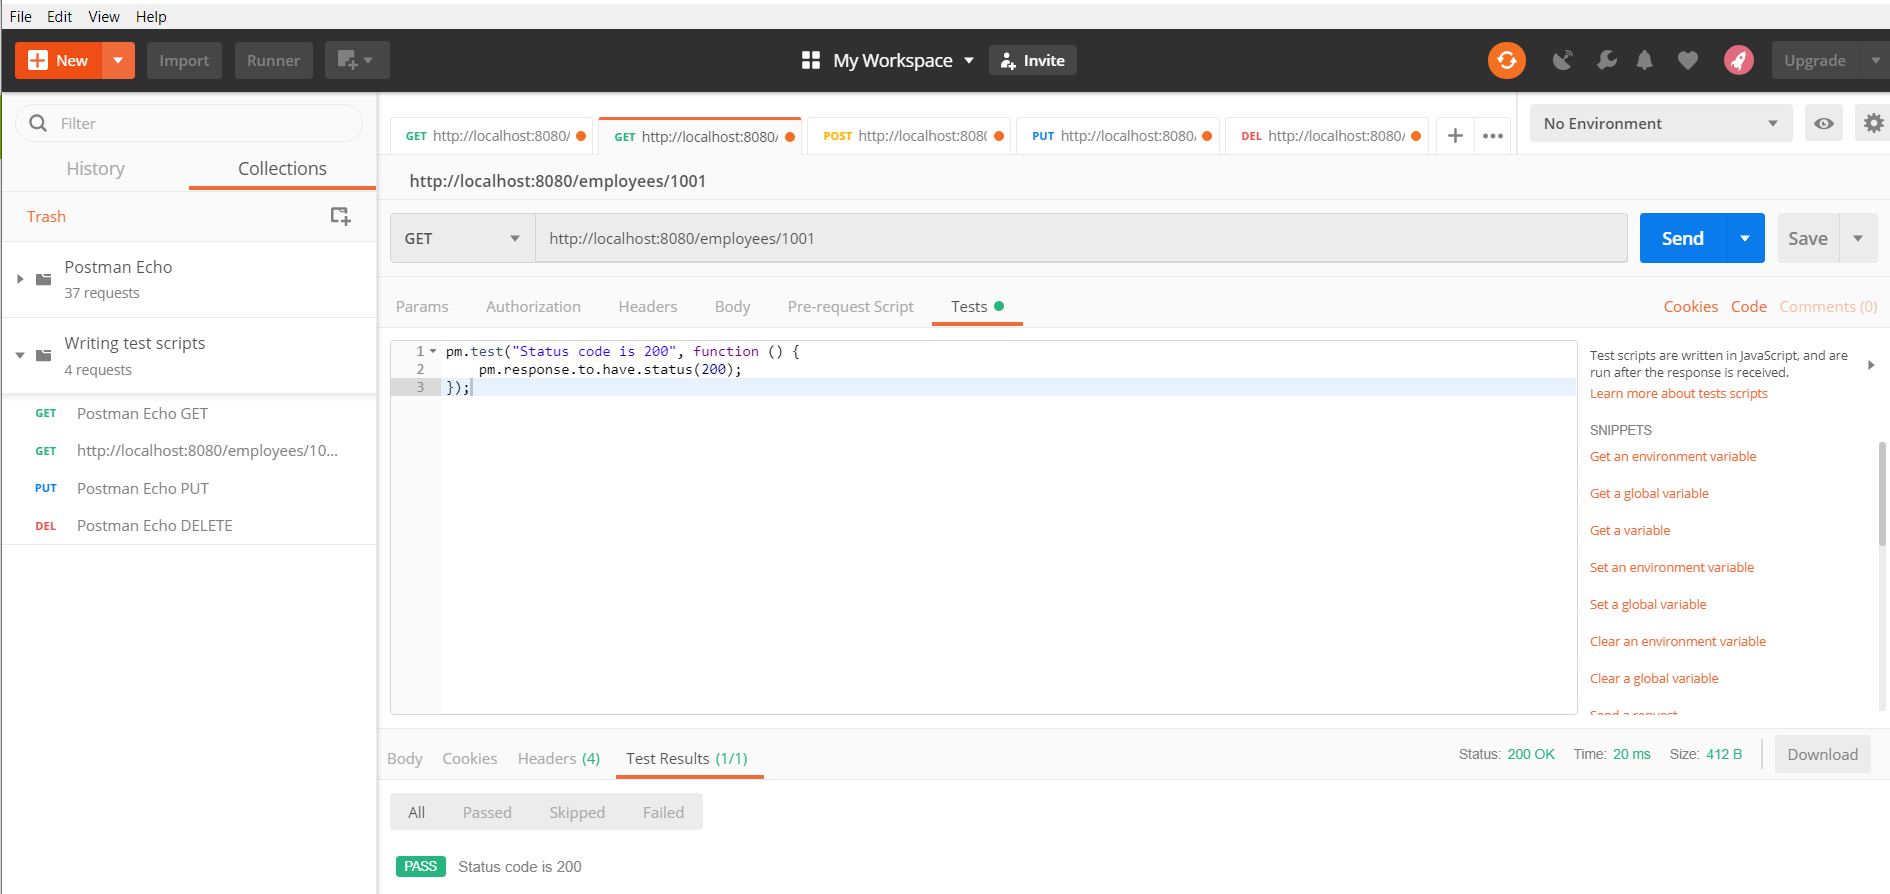 File Edit View Help
New Import Runner My Workspace Invite Upgrade
Filter
History Collections
Trash
Postman Echo
37 requests
Writing test scripts
4 requests
GET Postman Echo GET
GET http://localhost:8080/employees/10...
PUT Postman Echo PUT
DEL Postman Echo DELETE
GET http://localhost:8080/ GET http://localhost:8080/ POST http://localhost:808( PUT http://localhost:8080, DEL http://localhost:8080/ + •••
No Environment
http://localhost:8080/employees/1001
GET http://localhost:8080/employees/1001 Send Save
Params Authorization Headers Body Pre-request Script Tests Cookies Code Comments (0)
1 pm.test("Status code is 200", function () {
2 pm.response.to.have.status(200);
3 });
Test scripts are written in JavaScript, and are
run after the response is received.
Learn more about tests scripts
SNIPPETS
Get an environment variable
Get a global variable
Get a variable
Set an environment variable
Set a global variable
Clear an environment variable
Clear a global variable
Send a request
Body Cookies Headers (4) Test Results (1/1) Status: 200 OK Time: 20 ms Size: 412 B Download
All Passed Skipped Failed
PASS Status code is 200